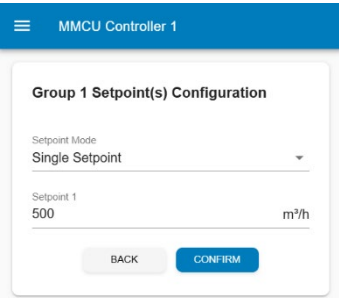 MMCU Controller 1
Group 1 Setpoint(s) Configuration
Setpoint Mode
Single Setpoint
Setpoint 1
500 m³/h
BACK CONFIRM